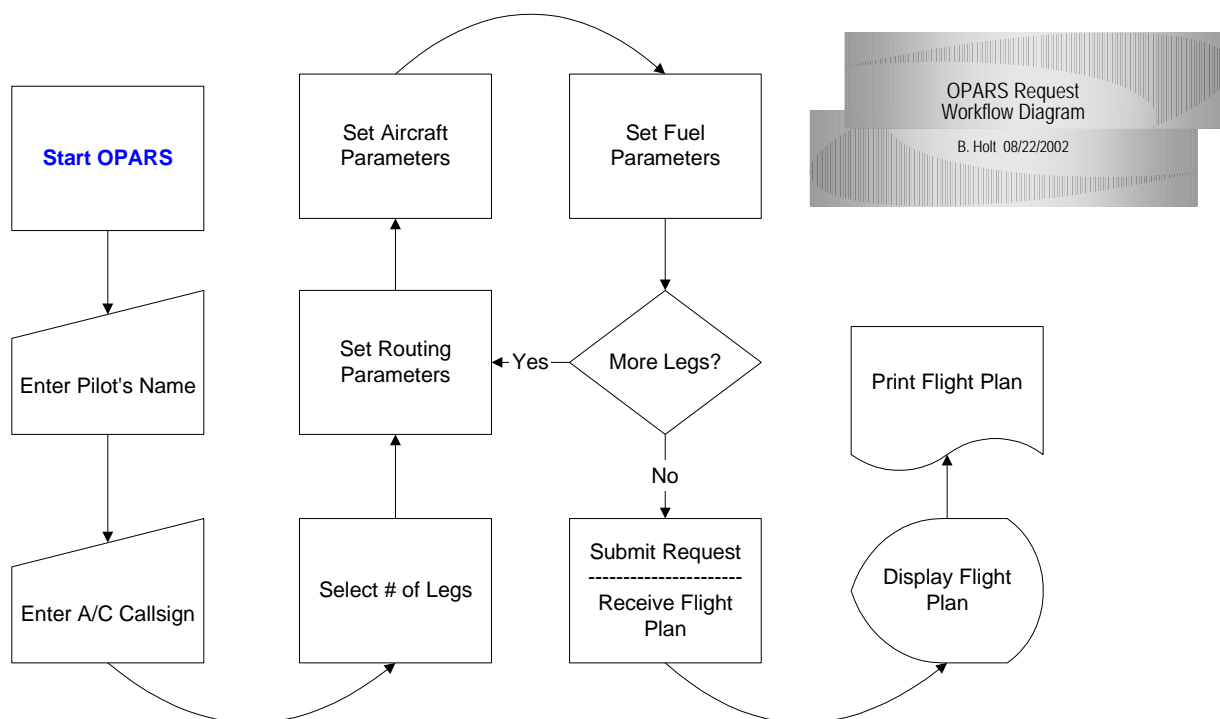 OPARS Request
Workflow Diagram
B. Holt 08/22/2002
Start OPARS
Enter Pilot's Name
Enter A/C Callsign
Select # of Legs
Set Routing
Parameters
Set Aircraft
Parameters
Set Fuel
Parameters
More Legs?
Yes
No
Submit Request
-----------------------
Receive Flight
Plan
Display Flight
Plan
Print Flight Plan